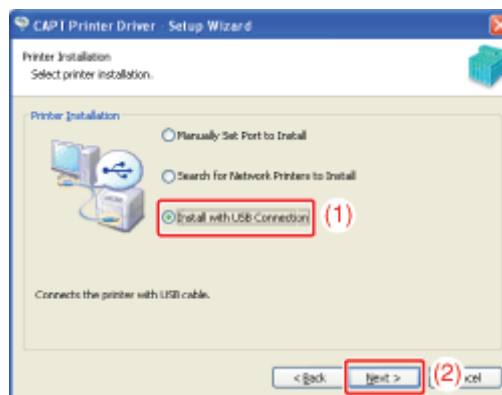 CAPT Printer Driver - Setup Wizard
Printer Installation
Select printer installation.
Printer Installation
Manually Set Port to Install
Search for Network Printers to Install
Install with USB Connection
(1)
Connects the printer with USB cable.
< Back
Next >
(2)
cel